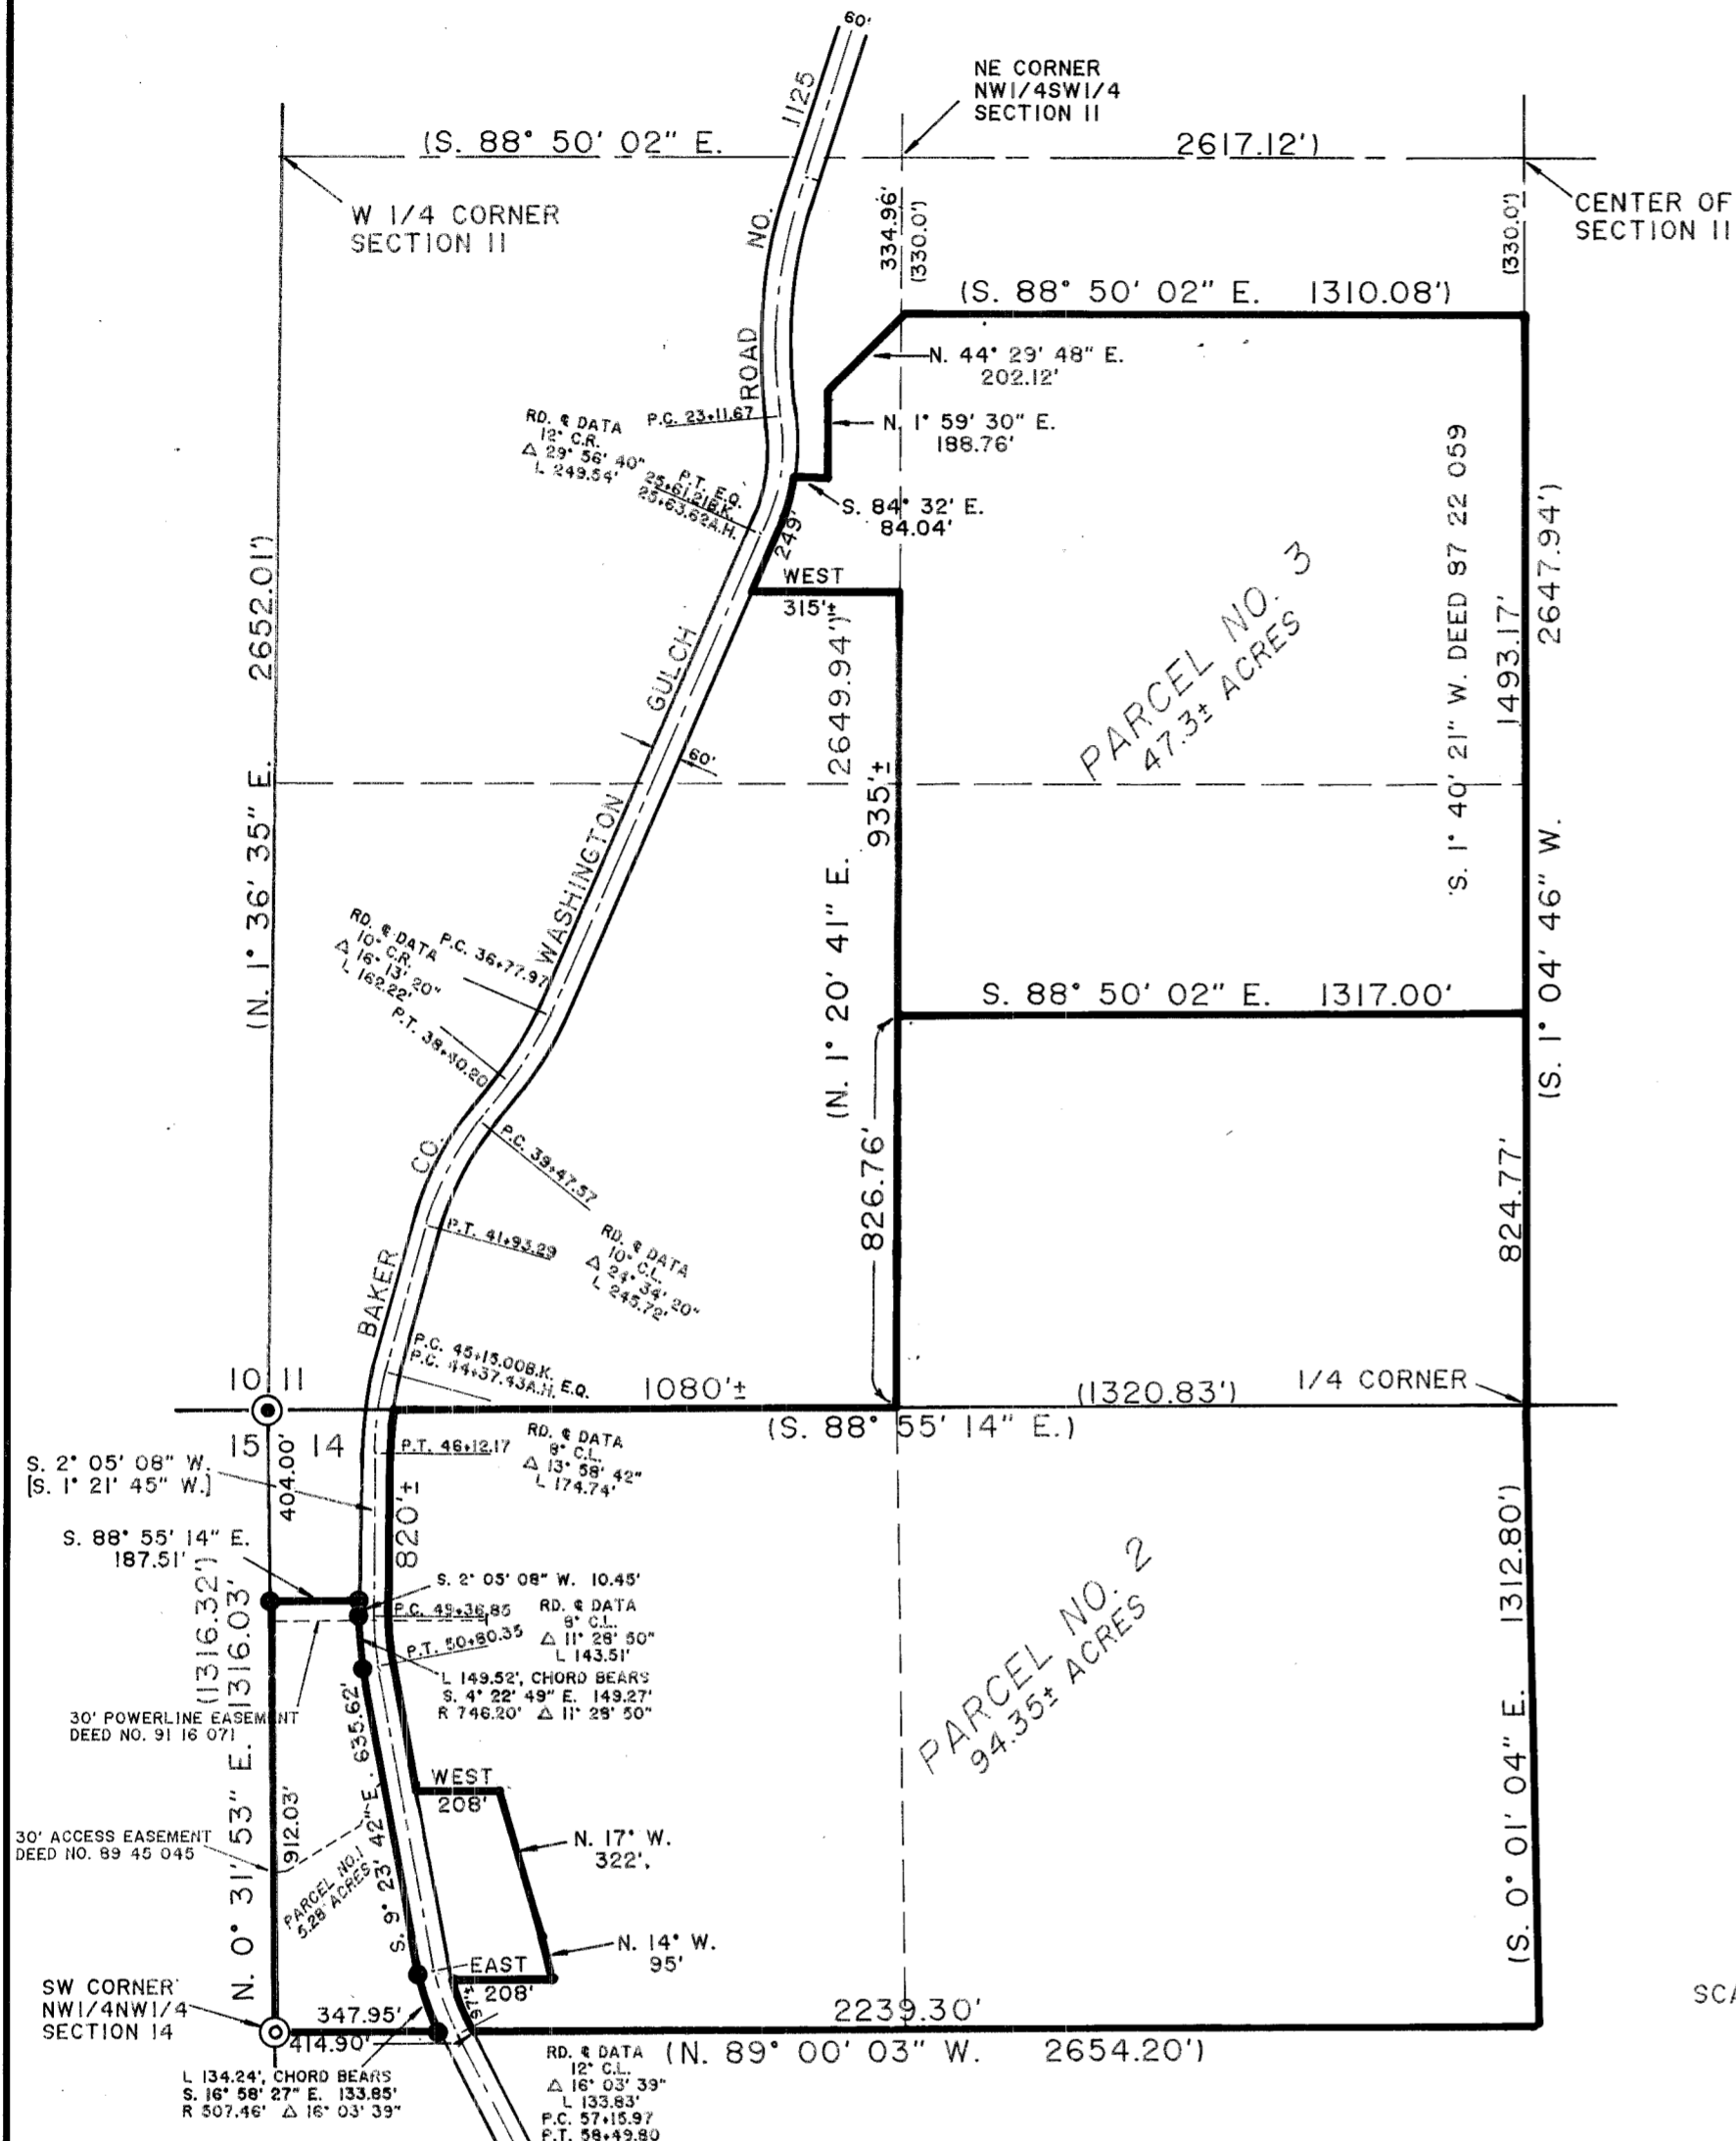 60'
NE CORNER
NW1/4SW1/4
SECTION 11
(S. 88° 50' 02" E.
2617.12')
W 1/4 CORNER
SECTION 11
CENTER OF
SECTION 11
334.96'
(330.0')
(330.0')
(S. 88° 50' 02" E. 1310.08')
N. 44° 29' 48" E.
202.12'
N. 1° 59' 30" E.
188.76'
S. 84° 32' E.
84.04'
BAKER CO. WASHINGTON GULCH ROAD NO. 1125
RD. ℄ DATA
12° C.R.
△ 29° 56' 40"
L 249.54'
P.C. 23+11.67
P.T. E.Q.
25+61.21B.K.
25+63.62A.H.
249'
WEST
315'±
PARCEL NO. 3
47.3± ACRES
S. 1° 40' 21" W. DEED 87 22 059
1493.17'
(S. 1° 04' 46" W. 2647.94')
(N. 1° 36' 35" E. 2652.01')
(N. 1° 20' 41" E. 2649.94')
935'±
60'
RD. ℄ DATA
10° C.R.
△ 16° 13' 20"
L 162.22'
P.C. 36+77.97
P.T. 38+40.20
S. 88° 50' 02" E. 1317.00'
826.76'
824.77'
P.C. 39+47.57
P.T. 41+93.29
RD. ℄ DATA
10° C.L.
△ 24° 34' 20"
L 245.72'
P.C. 45+15.00B.K.
P.C. 44+37.43A.H. E.Q.
10 11
15 14
1080'±
(1320.83')
1/4 CORNER
(S. 88° 55' 14" E.)
P.T. 46+12.17
RD. ℄ DATA
8° C.L.
△ 13° 58' 42"
L 174.74'
S. 2° 05' 08" W.
[S. 1° 21' 45" W.]
404.00'
820'±
S. 88° 55' 14" E.
187.51'
S. 2° 05' 08" W. 10.45'
P.C. 49+36.85
P.T. 50+80.35
RD. ℄ DATA
8° C.L.
△ 11° 28' 50"
L 143.51'
L 149.52', CHORD BEARS
S. 4° 22' 49" E. 149.27'
R 746.20' △ 11° 28' 50"
(1316.32')
N. 0° 31' 53" E. 1316.03'
30' POWERLINE EASEMENT
DEED NO. 91 16 071
30' ACCESS EASEMENT
DEED NO. 89 45 045
912.03'
PARCEL NO.1
5.28 ACRES
S. 9° 23' 42" E. 635.62'
WEST
208'
N. 17° W.
322'
N. 14° W.
95'
EAST
208'
97'±
PARCEL NO. 2
94.35± ACRES
(S. 0° 01' 04" E. 1312.80')
SW CORNER
NW1/4NW1/4
SECTION 14
347.95'
414.90'
2239.30'
(N. 89° 00' 03" W. 2654.20')
L 134.24', CHORD BEARS
S. 16° 58' 27" E. 133.85'
R 507.46' △ 16° 03' 39"
RD. ℄ DATA
12° C.L.
△ 16° 03' 39"
L 133.83'
P.C. 57+15.97
P.T. 58+49.80
SCA